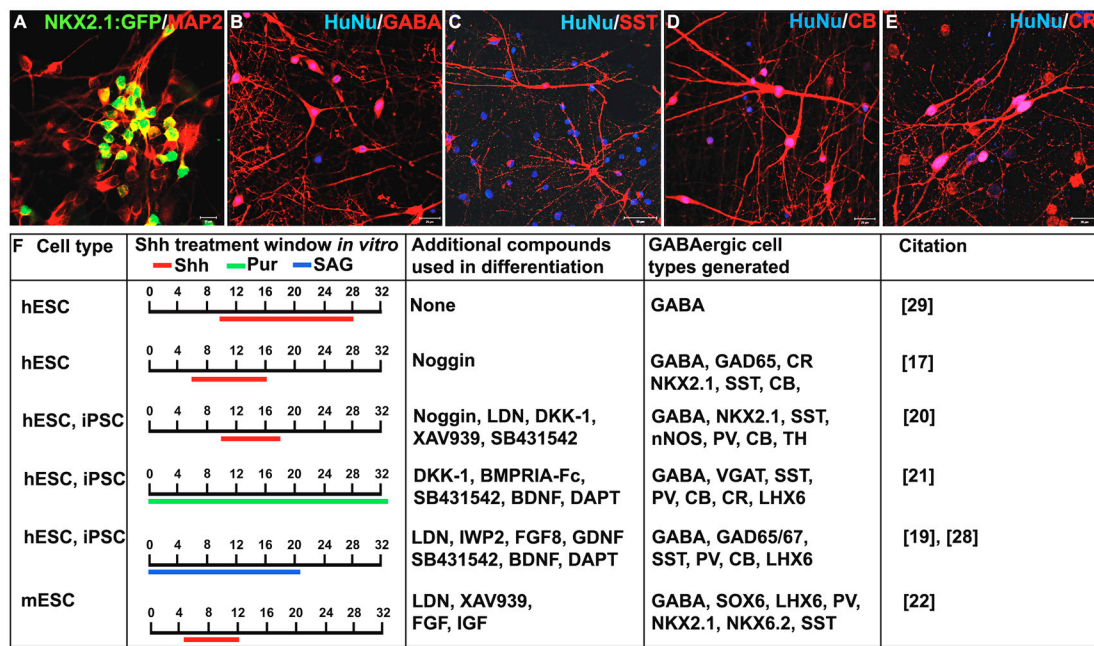 A NKX2.1:GFP/MAP2
B HuNu/GABA
C HuNu/SST
D HuNu/CB
E HuNu/CR
F Cell type
Shh treatment window in vitro
Shh Pur SAG
Additional compounds
used in differentiation
GABAergic cell
types generated
Citation
hESC
0 4 8 12 16 20 24 28 32
None
GABA
[29]
hESC
0 4 8 12 16 20 24 28 32
Noggin
GABA, GAD65, CR
NKX2.1, SST, CB,
[17]
hESC, iPSC
0 4 8 12 16 20 24 28 32
Noggin, LDN, DKK-1,
XAV939, SB431542
GABA, NKX2.1, SST,
nNOS, PV, CB, TH
[20]
hESC, iPSC
0 4 8 12 16 20 24 28 32
DKK-1, BMPRIA-Fc,
SB431542, BDNF, DAPT
GABA, VGAT, SST,
PV, CB, CR, LHX6
[21]
hESC, iPSC
0 4 8 12 16 20 24 28 32
LDN, IWP2, FGF8, GDNF
SB431542, BDNF, DAPT
GABA, GAD65/67,
SST, PV, CB, LHX6
[19], [28]
mESC
0 4 8 12 16 20 24 28 32
LDN, XAV939,
FGF, IGF
GABA, SOX6, LHX6, PV,
NKX2.1, NKX6.2, SST
[22]